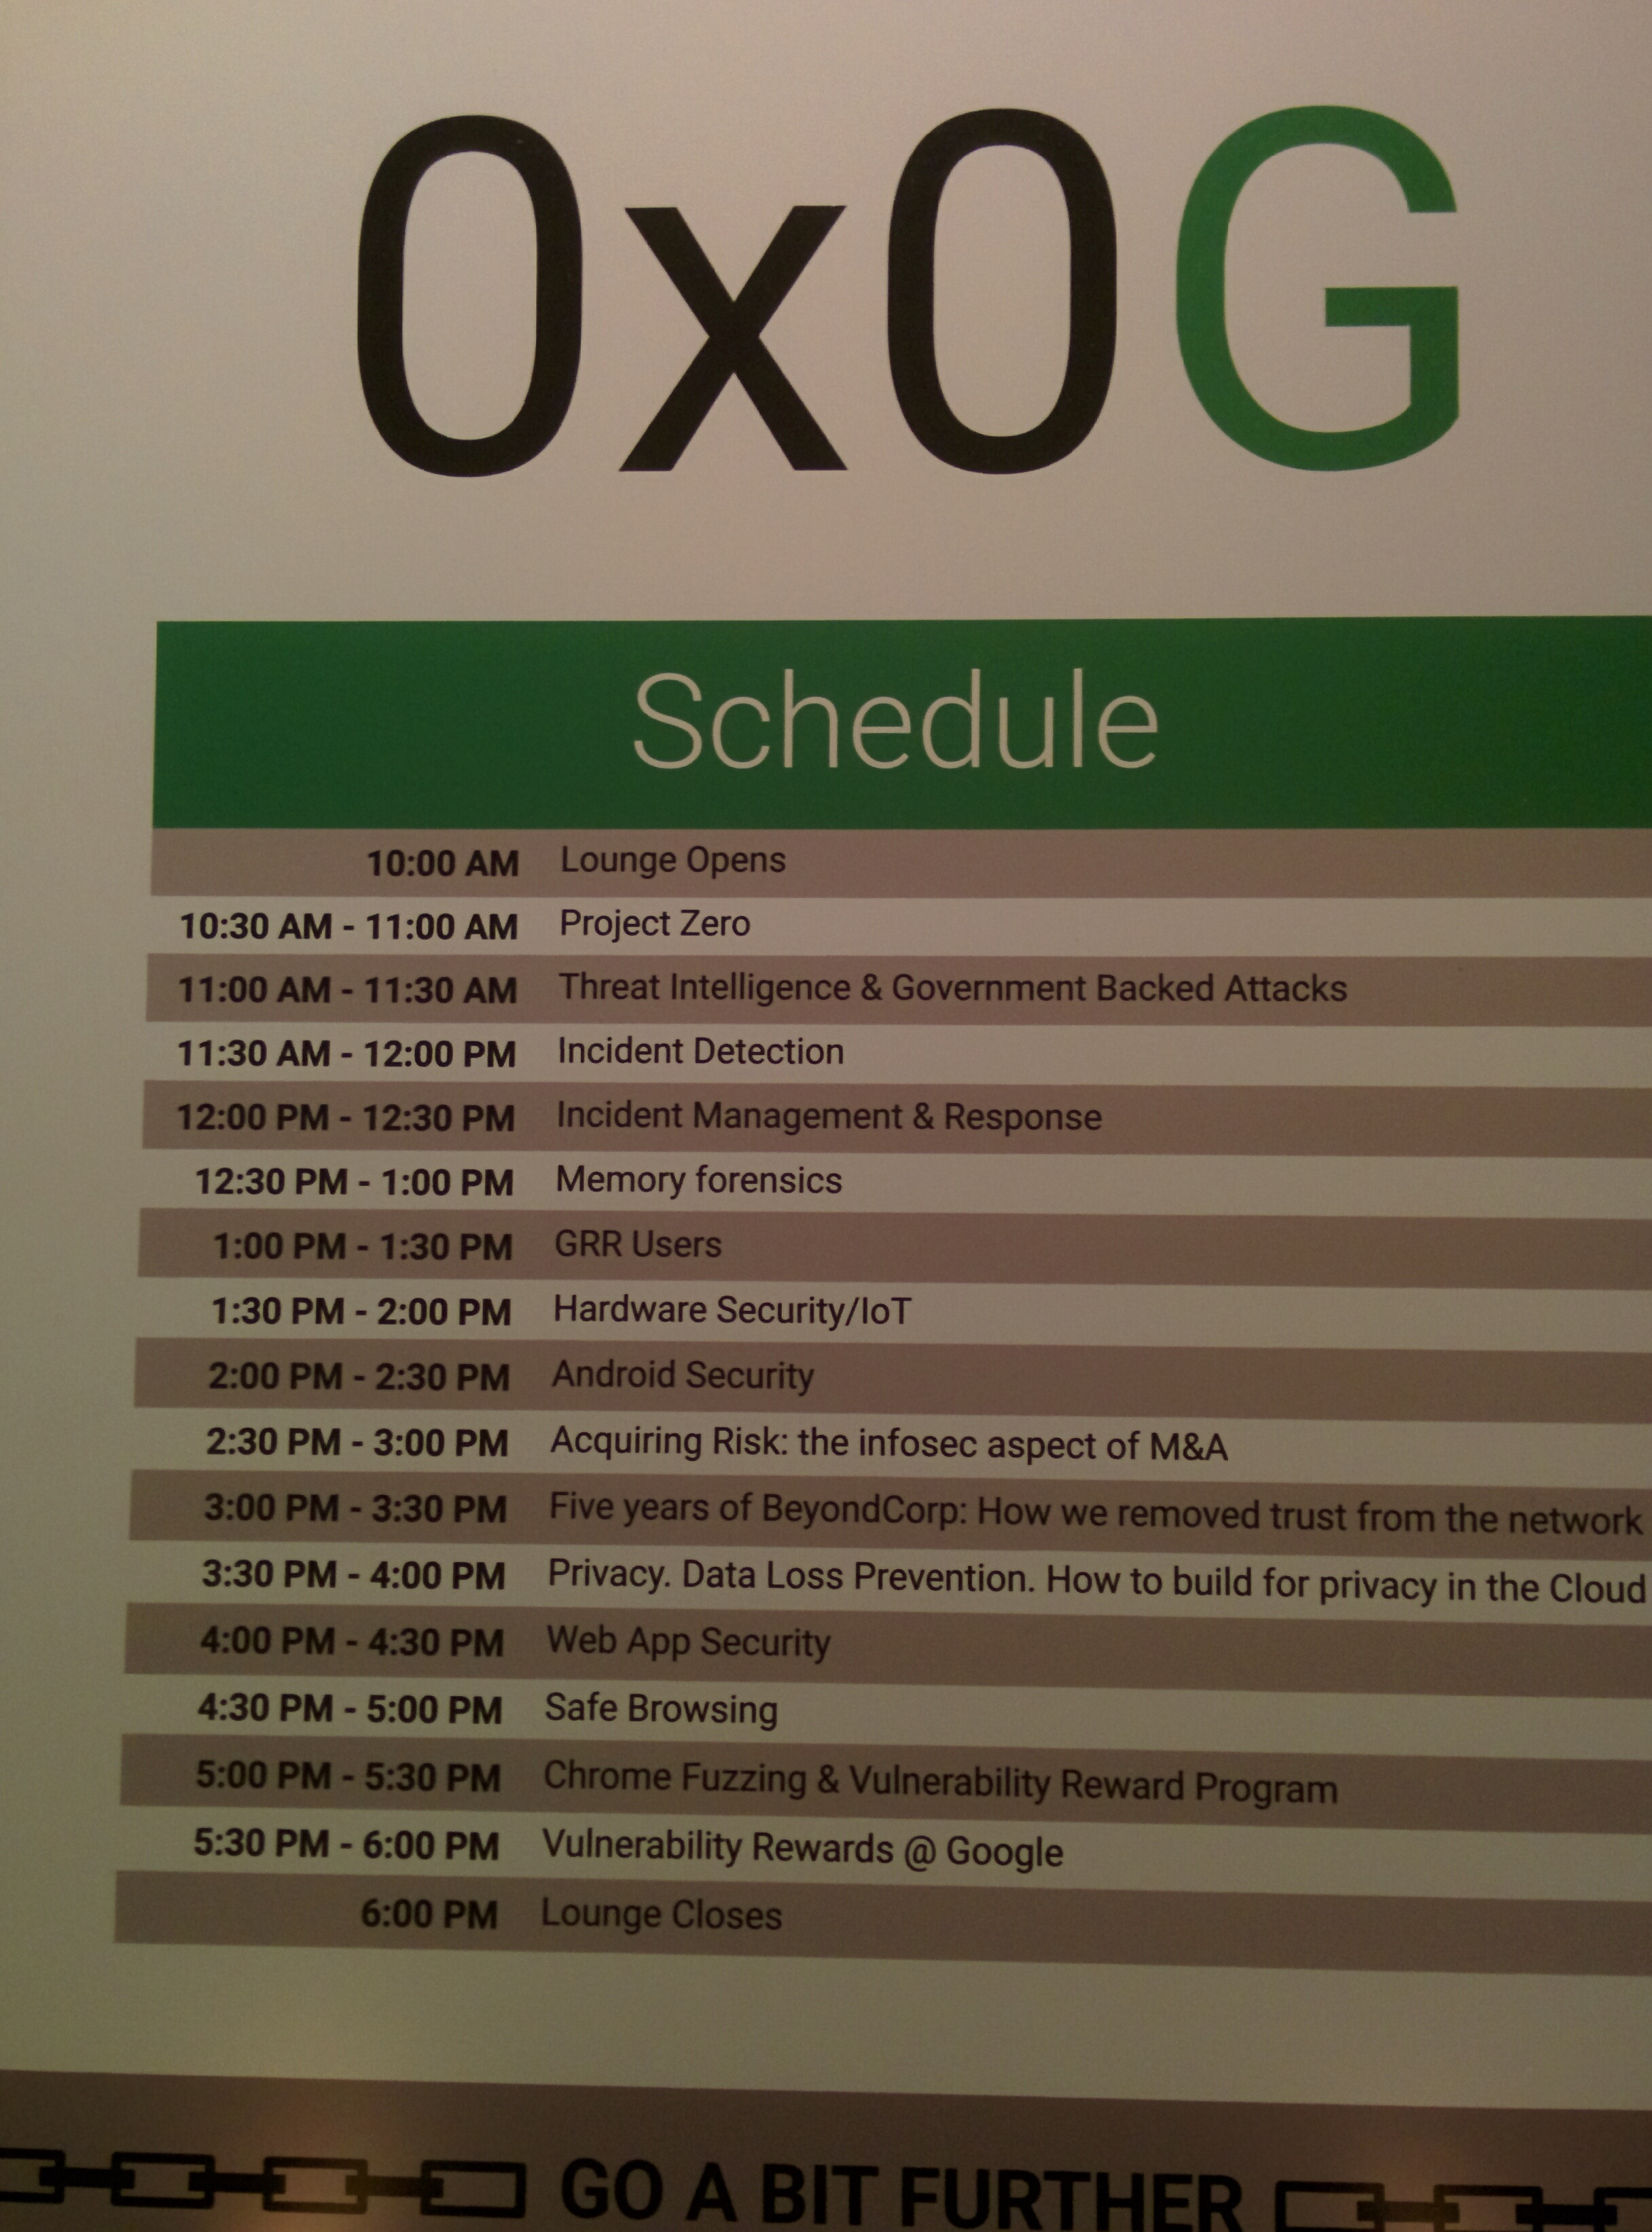 0x0G
Schedule
10:00 AM Lounge Opens
10:30 AM - 11:00 AM Project Zero
11:00 AM - 11:30 AM Threat Intelligence & Government Backed Attacks
11:30 AM - 12:00 PM Incident Detection
12:00 PM - 12:30 PM Incident Management & Response
12:30 PM - 1:00 PM Memory forensics
1:00 PM - 1:30 PM GRR Users
1:30 PM - 2:00 PM Hardware Security/IoT
2:00 PM - 2:30 PM Android Security
2:30 PM - 3:00 PM Acquiring Risk: the infosec aspect of M&A
3:00 PM - 3:30 PM Five years of BeyondCorp: How we removed trust from the network
3:30 PM - 4:00 PM Privacy. Data Loss Prevention. How to build for privacy in the Cloud
4:00 PM - 4:30 PM Web App Security
4:30 PM - 5:00 PM Safe Browsing
5:00 PM - 5:30 PM Chrome Fuzzing & Vulnerability Reward Program
5:30 PM - 6:00 PM Vulnerability Rewards @ Google
6:00 PM Lounge Closes
GO A BIT FURTHER